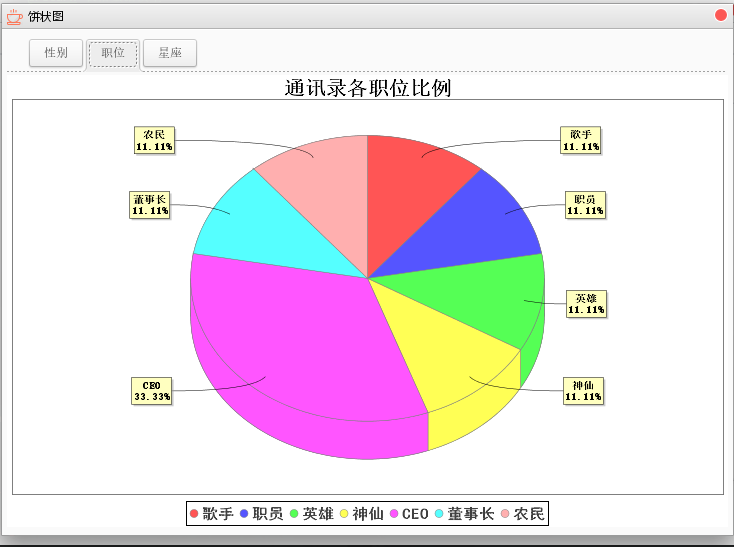 饼状图
性别 职位 星座
通讯录各职位比例
农民
11.11%
歌手
11.11%
董事长
11.11%
职员
11.11%
英雄
11.11%
CEO
33.33%
神仙
11.11%
歌手 职员 英雄 神仙 CEO 董事长 农民